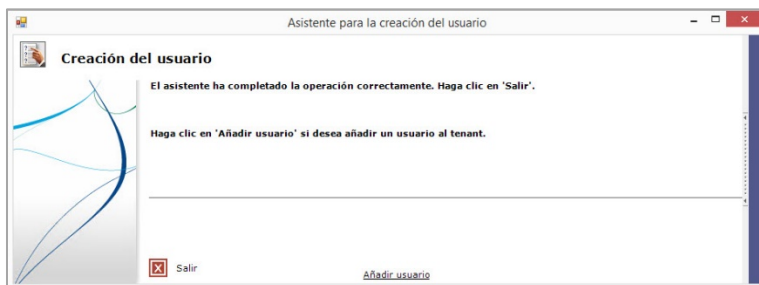 Asistente para la creación del usuario
Creación del usuario
El asistente ha completado la operación correctamente. Haga clic en 'Salir'.
Haga clic en 'Añadir usuario' si desea añadir un usuario al tenant.
Salir
Añadir usuario